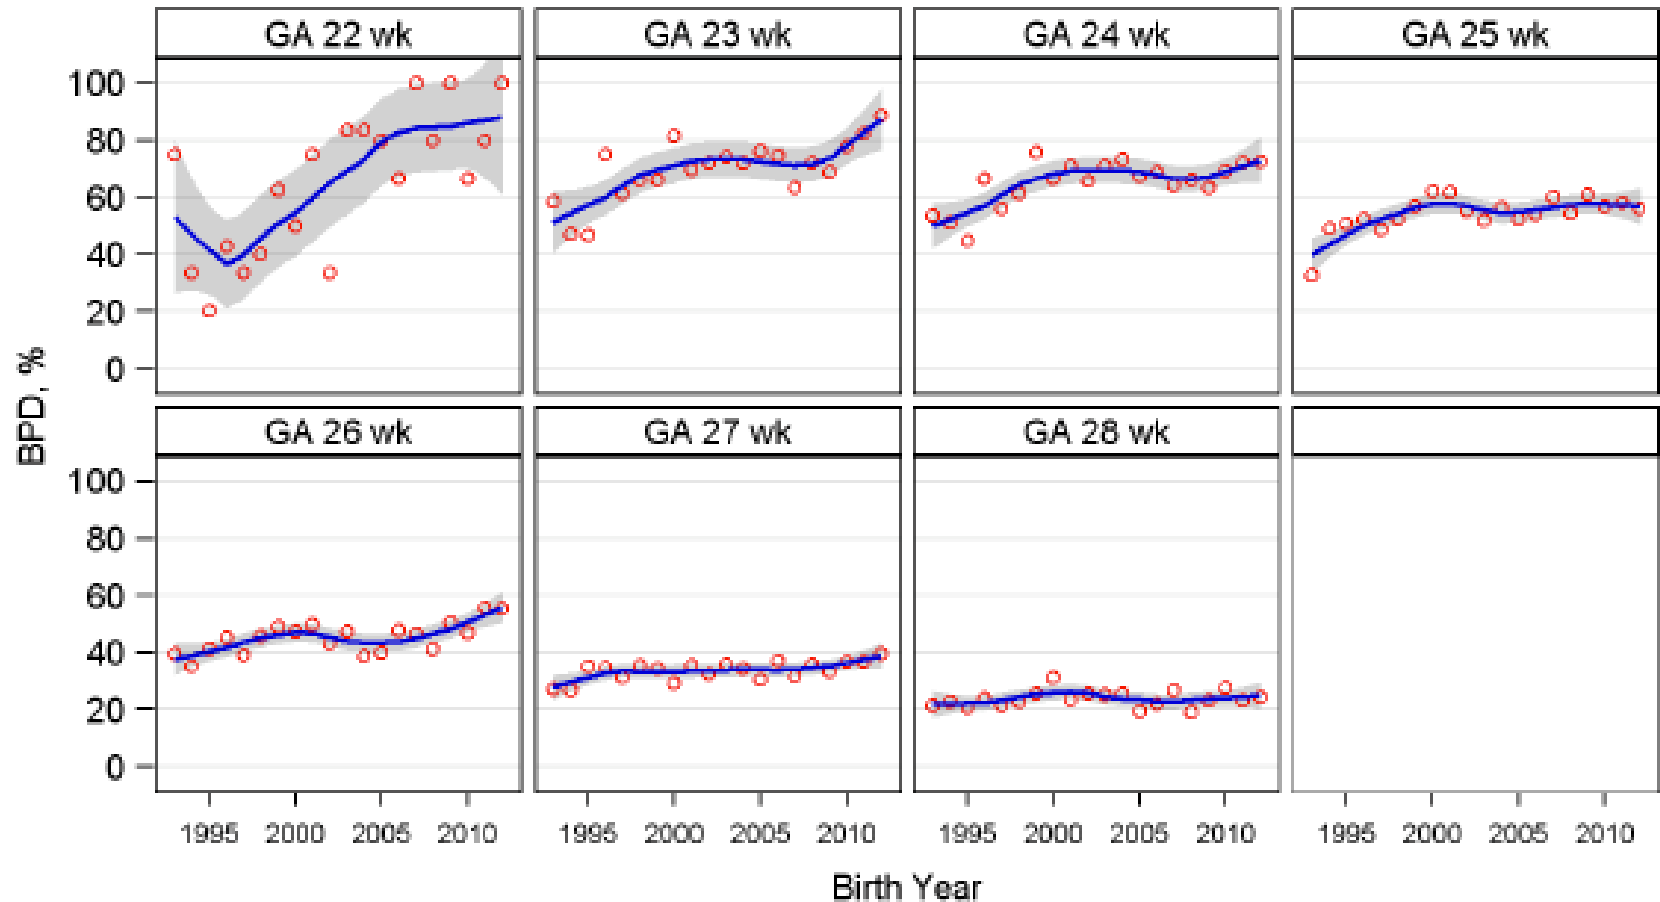 GA 22 wk
GA 23 wk
GA 24 wk
GA 25 wk
100
80
60
40
20
0
BPD, %
GA 26 wk
GA 27 wk
GA 28 wk
100
80
60
40
20
0
1995 2000 2005 2010
1995 2000 2005 2010
1995 2000 2005 2010
1995 2000 2005 2010
Birth Year